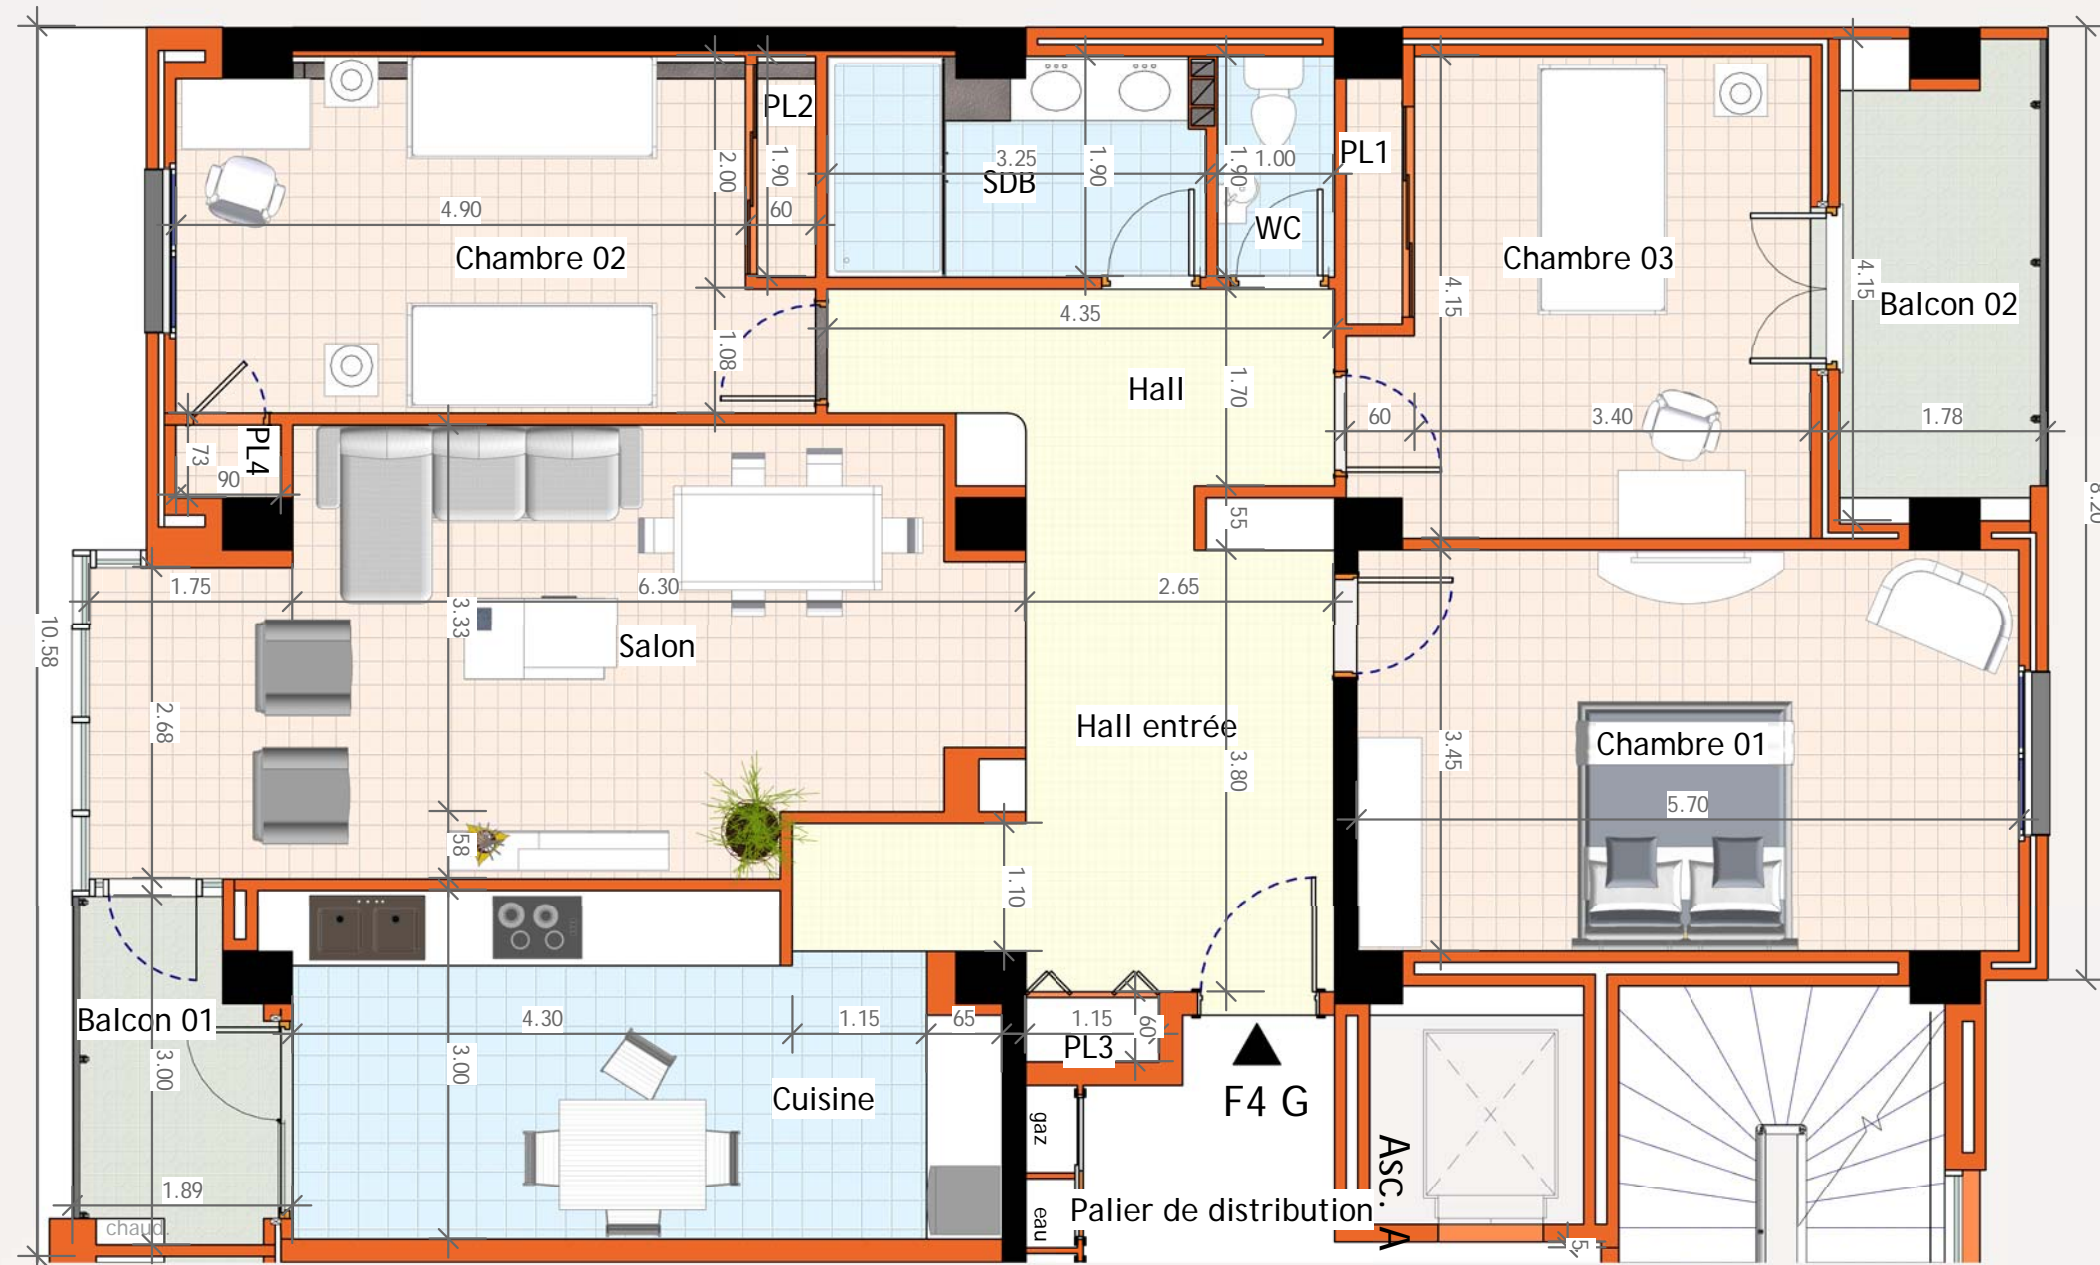 PL2
2.00
1.90
60
4.90
Chambre 02
3.25
SDB
1.90
1.90
1.00
WC
PL1
Chambre 03
4.15
4.15
Balcon 02
4.35
1.08
Hall
1.70
60
3.40
1.78
8.20
PL4
73
90
55
1.75
6.30
2.65
10.58
3.33
Salon
2.68
Hall entrée
3.80
3.45
Chambre 01
5.70
58
1.10
Balcon 01
4.30
1.15
65
1.15
60
PL3
3.00
3.00
Cuisine
F4 G
gaz
Asc. A
1.89
chaud.
eau
Palier de distribution
5